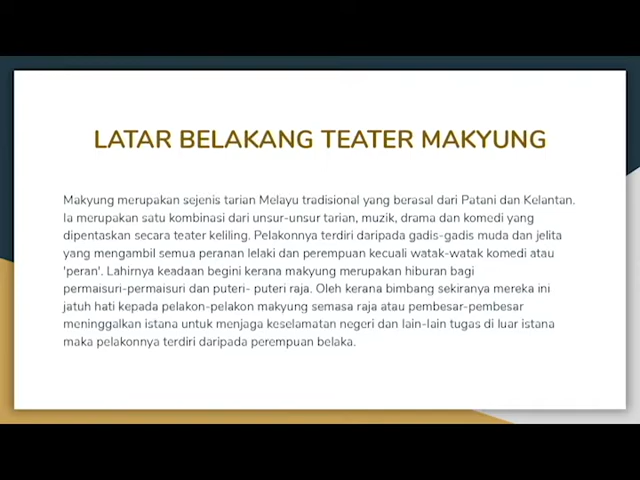 LATAR BELAKANG TEATER MAKYUNG
Makyung merupakan sejenis tarian Melayu tradisional yang berasal dari Patani dan Kelantan.
Ia merupakan satu kombinasi dari unsur-unsur tarian, muzik, drama dan komedi yang
dipentaskan secara teater keliling. Pelakonnya terdiri daripada gadis-gadis muda dan jelita
yang mengambil semua peranan lelaki dan perempuan kecuali watak-watak komedi atau
'peran'. Lahirnya keadaan begini kerana makyung merupakan hiburan bagi
permaisuri-permaisuri dan puteri- puteri raja. Oleh kerana bimbang sekiranya mereka ini
jatuh hati kepada pelakon-pelakon makyung semasa raja atau pembesar-pembesar
meninggalkan istana untuk menjaga keselamatan negeri dan lain-lain tugas di luar istana
maka pelakonnya terdiri daripada perempuan belaka.